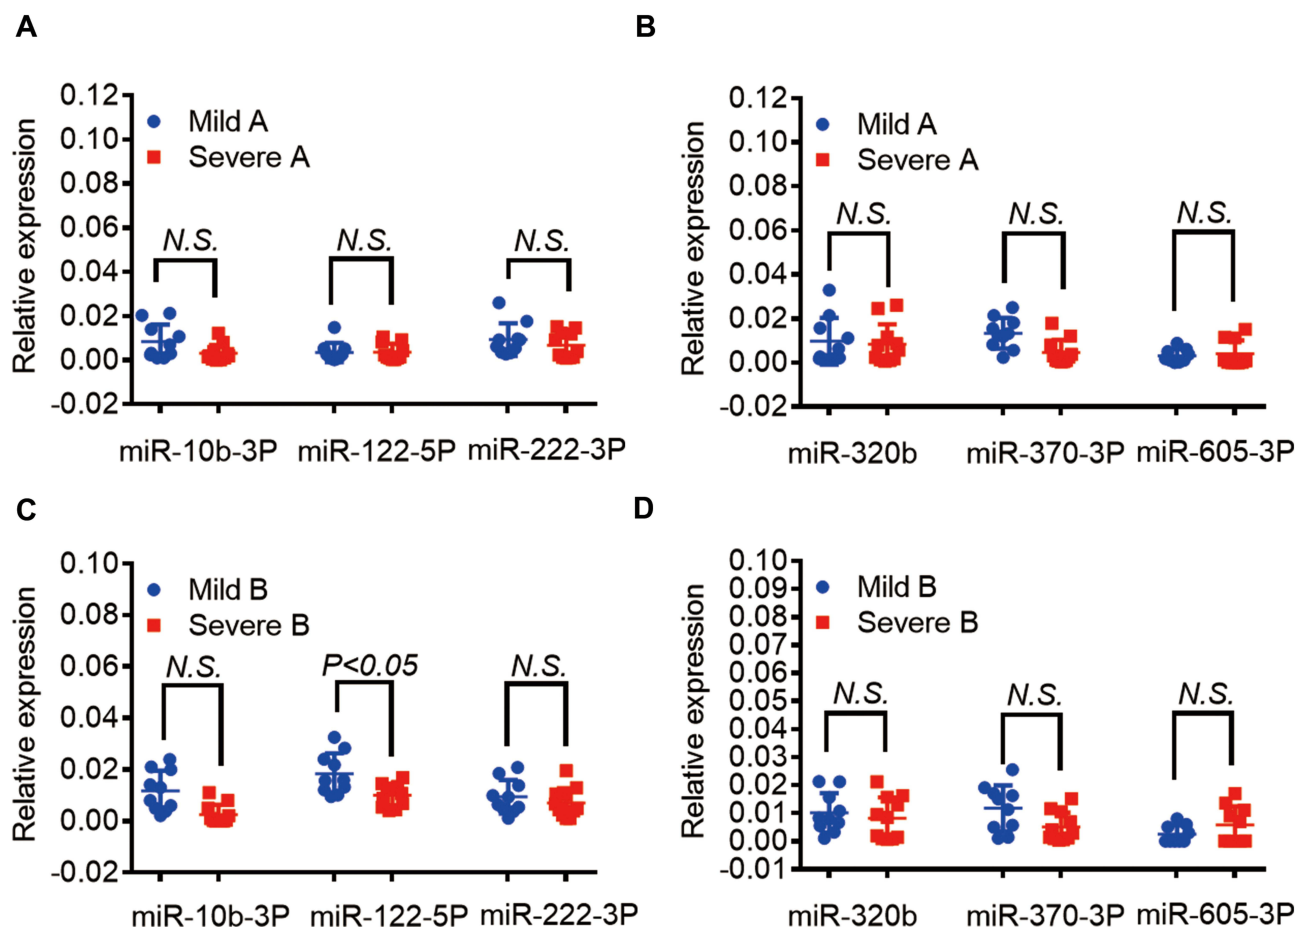 A
Relative expression
0.12
0.10
0.08
0.06
0.04
0.02
0.00
-0.02
Mild A
Severe A
N.S.
N.S.
N.S.
miR-10b-3P
miR-122-5P
miR-222-3P
B
Relative expression
0.12
0.10
0.08
0.06
0.04
0.02
0.00
-0.02
Mild A
Severe A
N.S.
N.S.
N.S.
miR-320b
miR-370-3P
miR-605-3P
C
Relative expression
0.10
0.08
0.06
0.04
0.02
0.00
-0.02
Mild B
Severe B
N.S.
P<0.05
N.S.
miR-10b-3P
miR-122-5P
miR-222-3P
D
Relative expression
0.10
0.09
0.08
0.07
0.06
0.05
0.04
0.03
0.02
0.01
0.00
-0.01
Mild B
Severe B
N.S.
N.S.
N.S.
miR-320b
miR-370-3P
miR-605-3P